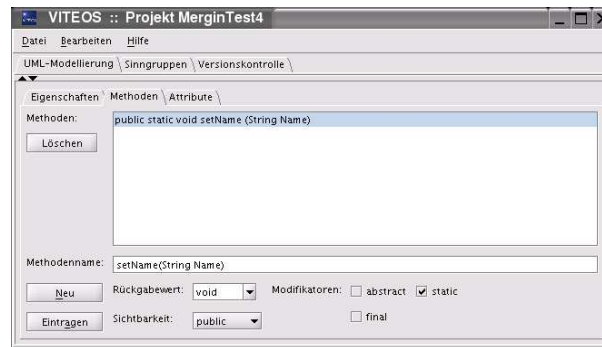 VITEOS :: Projekt MerginTest4
Datei Bearbeiten Hilfe
UML-Modellierung Sinngruppen Versionskontrolle
Eigenschaften Methoden Attribute
Methoden: public static void setName (String Name)
Löschen
Methodenname: setName(String Name)
Neu Rückgabewert: void Modifikatoren: abstract static
Eintragen Sichtbarkeit: public final